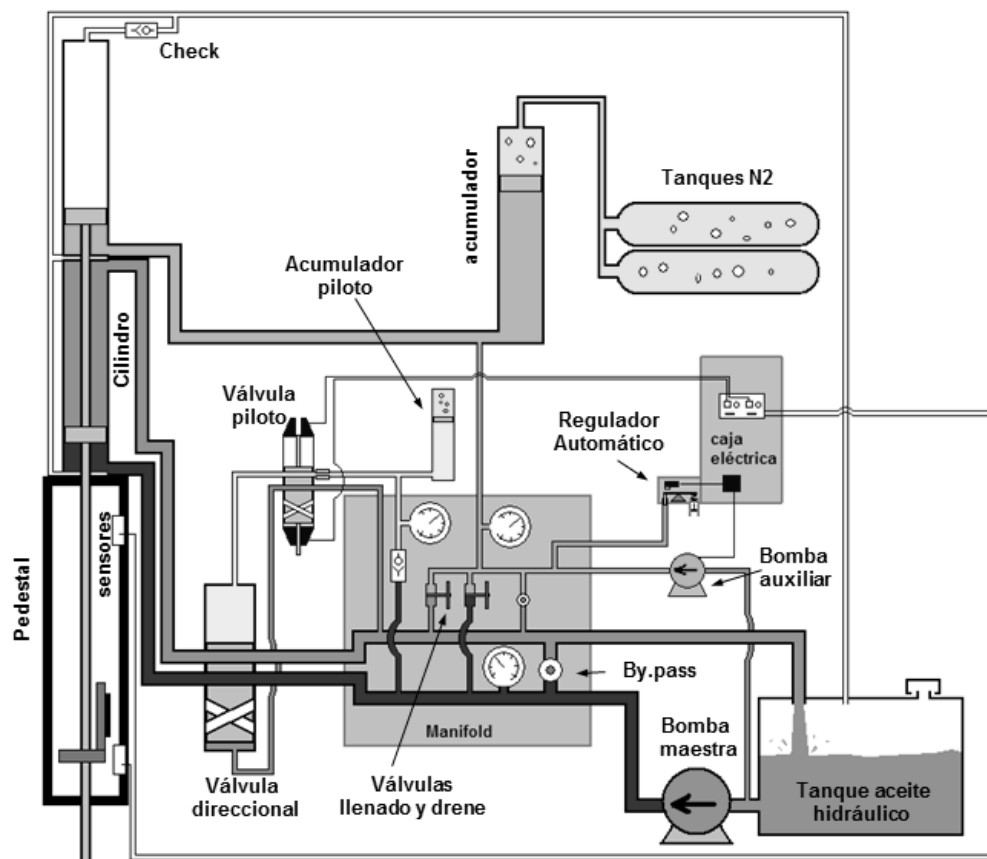 Check
acumulador
Tanques N2
Acumulador
piloto
Cilindro
Válvula
piloto
Regulador
Automático
caja
eléctrica
Pedestal
sensores
Bomba
auxiliar
By.pass
Manifold
Bomba
maestra
Válvula
direccional
Válvulas
llenado y drene
Tanque aceite
hidráulico